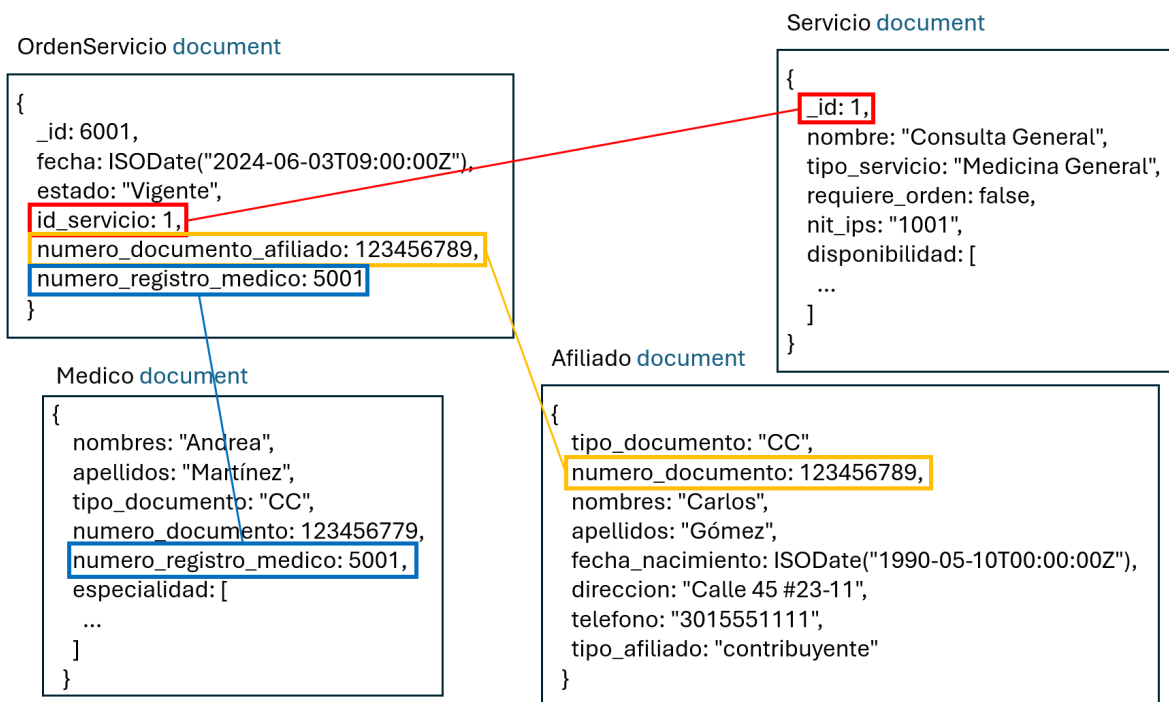 OrdenServicio document
{
_id: 6001,
fecha: ISODate("2024-06-03T09:00:00Z"),
estado: "Vigente",
id_servicio: 1,
numero_documento_afiliado: 123456789,
numero_registro_medico: 5001
}
Servicio document
{
_id: 1,
nombre: "Consulta General",
tipo_servicio: "Medicina General",
requiere_orden: false,
nit_ips: "1001",
disponibilidad: [
...
]
}
Medico document
{
nombres: "Andrea",
apellidos: "Martínez",
tipo_documento: "CC",
numero_documento: 123456779,
numero_registro_medico: 5001,
especialidad: [
...
]
}
Afiliado document
{
tipo_documento: "CC",
numero_documento: 123456789,
nombres: "Carlos",
apellidos: "Gómez",
fecha_nacimiento: ISODate("1990-05-10T00:00:00Z"),
direccion: "Calle 45 #23-11",
telefono: "3015551111",
tipo_afiliado: "contribuyente"
}